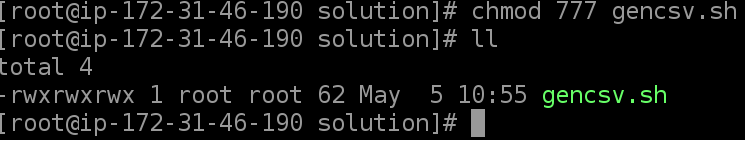 [root@ip-172-31-46-190 solution]# chmod 777 gencsv.sh
[root@ip-172-31-46-190 solution]# ll
total 4
-rwxrwxrwx 1 root root 62 May  5 10:55 gencsv.sh
[root@ip-172-31-46-190 solution]#